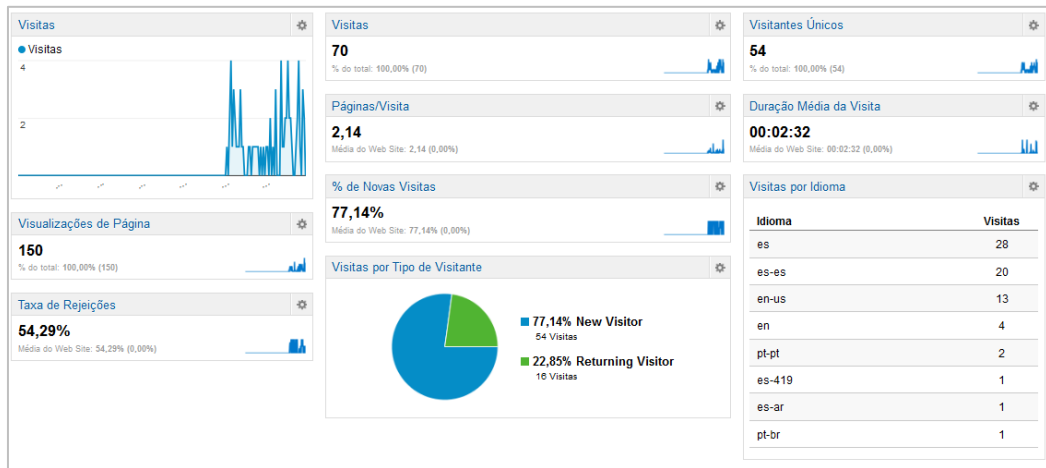 Visitas
Visitas
4
2
Visualizações de Página
150
% do total: 100,00% (150)
Taxa de Rejeições
54,29%
Média do Web Site: 54,29% (0,00%)
Visitas
70
% do total: 100,00% (70)
Páginas/Visita
2,14
Média do Web Site: 2,14 (0,00%)
% de Novas Visitas
77,14%
Média do Web Site: 77,14% (0,00%)
Visitas por Tipo de Visitante
77,14% New Visitor
54 Visitas
22,85% Returning Visitor
16 Visitas
Visitantes Únicos
54
% do total: 100,00% (54)
Duração Média da Visita
00:02:32
Média do Web Site: 00:02:32 (0,00%)
Visitas por Idioma
Idioma Visitas
es 28
es-es 20
en-us 13
en 4
pt-pt 2
es-419 1
es-ar 1
pt-br 1